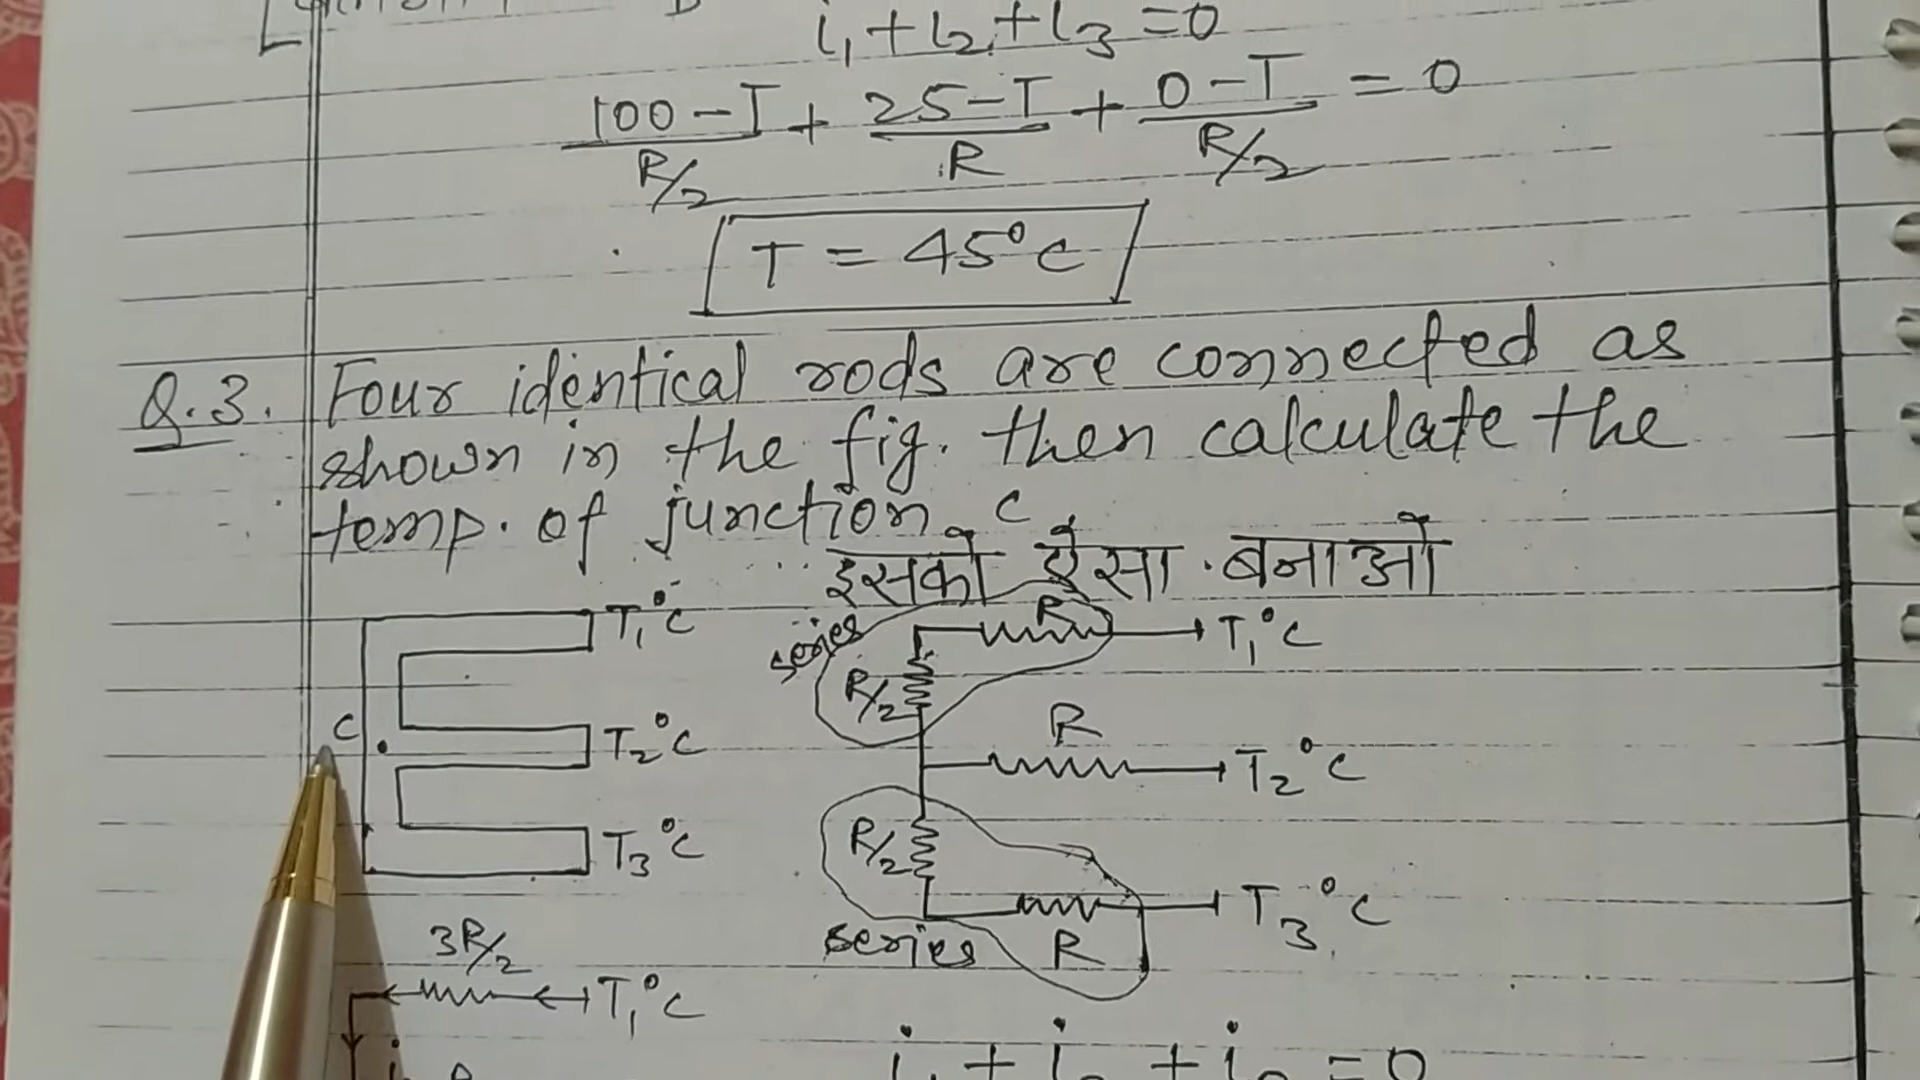 i₁ + i₂ + i₃ = 0
100 - T / R/2 + 25 - T / R + 0 - T / R/2 = 0
T = 45°C
Q.3. Four identical rods are connected as
shown in the fig. then calculate the
temp. of junction C
इसको ऐसा बनाओ
T₁°C
series
R
T₁°C
R/2
C
T₂°C
R
T₂°C
R/2
T₃°C
T₃°C
series
R
3R/2
T₁°C